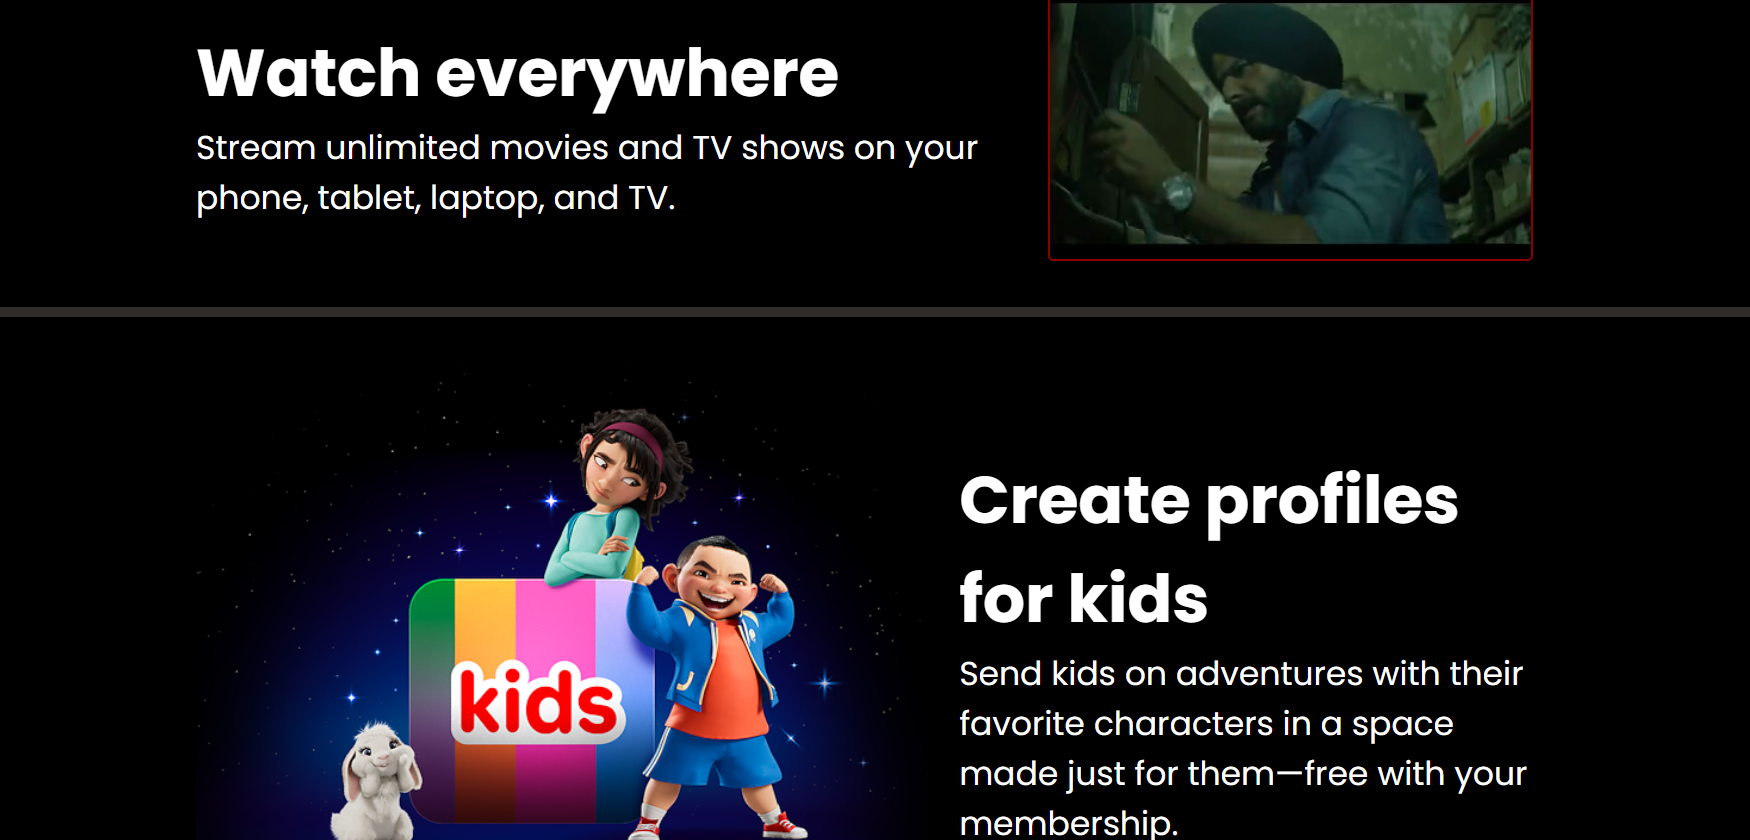 Watch everywhere
Stream unlimited movies and TV shows on your
phone, tablet, laptop, and TV.
kids
Create profiles
for kids
Send kids on adventures with their
favorite characters in a space
made just for them—free with your
membership.